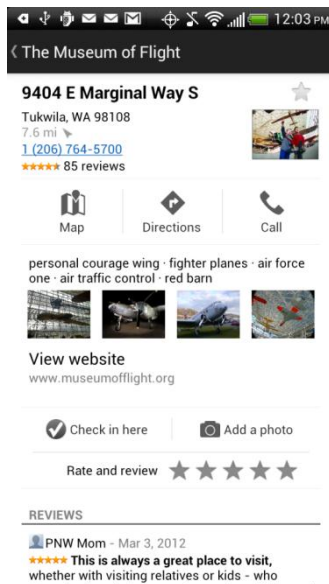 12:03 PM
The Museum of Flight
9404 E Marginal Way S
Tukwila, WA 98108
7.6 mi
1 (206) 764-5700
85 reviews
Map
Directions
Call
personal courage wing · fighter planes · air force
one · air traffic control · red barn
View website
www.museumofflight.org
Check in here
Add a photo
Rate and review
REVIEWS
PNW Mom - Mar 3, 2012
This is always a great place to visit,
whether with visiting relatives or kids - who